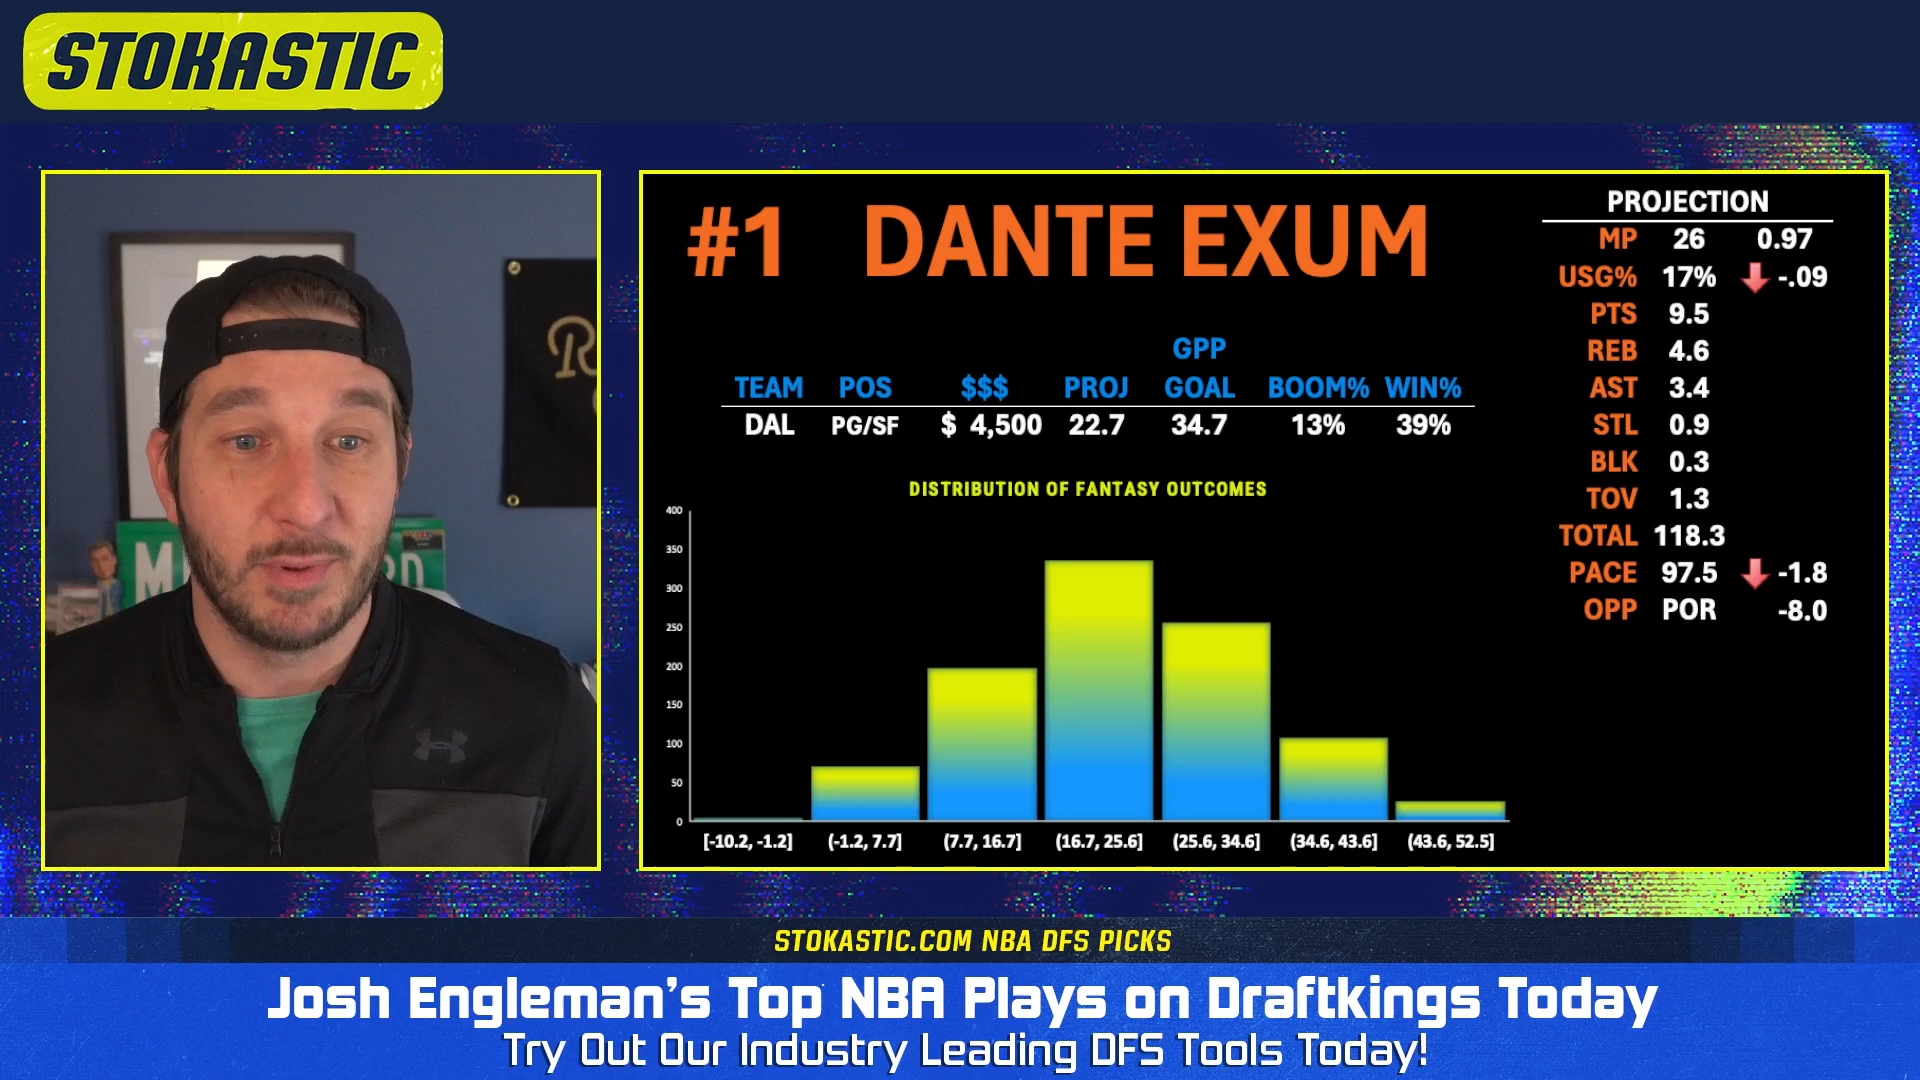 STOKASTIC
R
M
RD
#1 DANTE EXUM
GPP
TEAM POS $$$ PROJ GOAL BOOM% WIN%
DAL PG/SF $ 4,500 22.7 34.7 13% 39%
DISTRIBUTION OF FANTASY OUTCOMES
400
350
300
250
200
150
100
50
0
[-10.2, -1.2] (-1.2, 7.7] (7.7, 16.7] (16.7, 25.6] (25.6, 34.6] (34.6, 43.6] (43.6, 52.5]
PROJECTION
MP 26 0.97
USG% 17% -.09
PTS 9.5
REB 4.6
AST 3.4
STL 0.9
BLK 0.3
TOV 1.3
TOTAL 118.3
PACE 97.5 -1.8
OPP POR -8.0
STOKASTIC.COM NBA DFS PICKS
Josh Engleman's Top NBA Plays on Draftkings Today
Try Out Our Industry Leading DFS Tools Today!